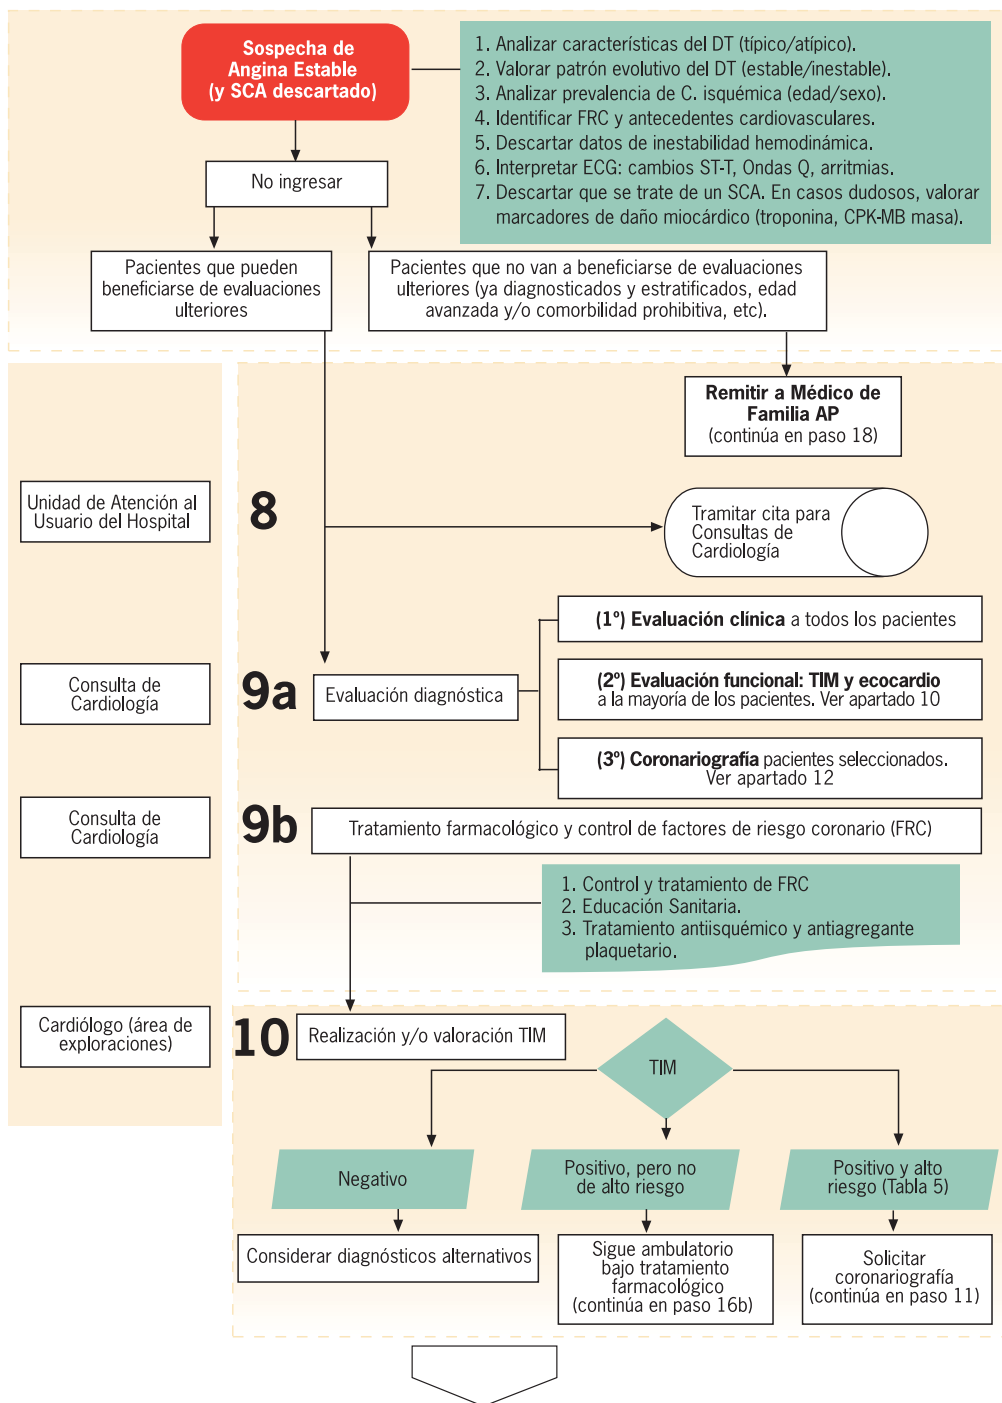 Sospecha de
Angina Estable
(y SCA descartado)
1. Analizar características del DT (típico/atípico).
2. Valorar patrón evolutivo del DT (estable/inestable).
3. Analizar prevalencia de C. isquémica (edad/sexo).
4. Identificar FRC y antecedentes cardiovasculares.
5. Descartar datos de inestabilidad hemodinámica.
6. Interpretar ECG: cambios ST-T, Ondas Q, arritmias.
7. Descartar que se trate de un SCA. En casos dudosos, valorar
marcadores de daño miocárdico (troponina, CPK-MB masa).
No ingresar
Pacientes que pueden
beneficiarse de evaluaciones
ulteriores
Pacientes que no van a beneficiarse de evaluaciones
ulteriores (ya diagnosticados y estratificados, edad
avanzada y/o comorbilidad prohibitiva, etc).
Remitir a Médico de
Familia AP
(continúa en paso 18)
Unidad de Atención al
Usuario del Hospital
8
Tramitar cita para
Consultas de
Cardiología
(1º) Evaluación clínica a todos los pacientes
Consulta de
Cardiología
9a
Evaluación diagnóstica
(2º) Evaluación funcional: TIM y ecocardio
a la mayoría de los pacientes. Ver apartado 10
(3º) Coronariografía pacientes seleccionados.
Ver apartado 12
Consulta de
Cardiología
9b
Tratamiento farmacológico y control de factores de riesgo coronario (FRC)
1. Control y tratamiento de FRC
2. Educación Sanitaria.
3. Tratamiento antiisquémico y antiagregante
plaquetario.
Cardiólogo (área de
exploraciones)
10
Realización y/o valoración TIM
TIM
Negativo
Positivo, pero no
de alto riesgo
Positivo y alto
riesgo (Tabla 5)
Considerar diagnósticos alternativos
Sigue ambulatorio
bajo tratamiento
farmacológico
(continúa en paso 16b)
Solicitar
coronariografía
(continúa en paso 11)